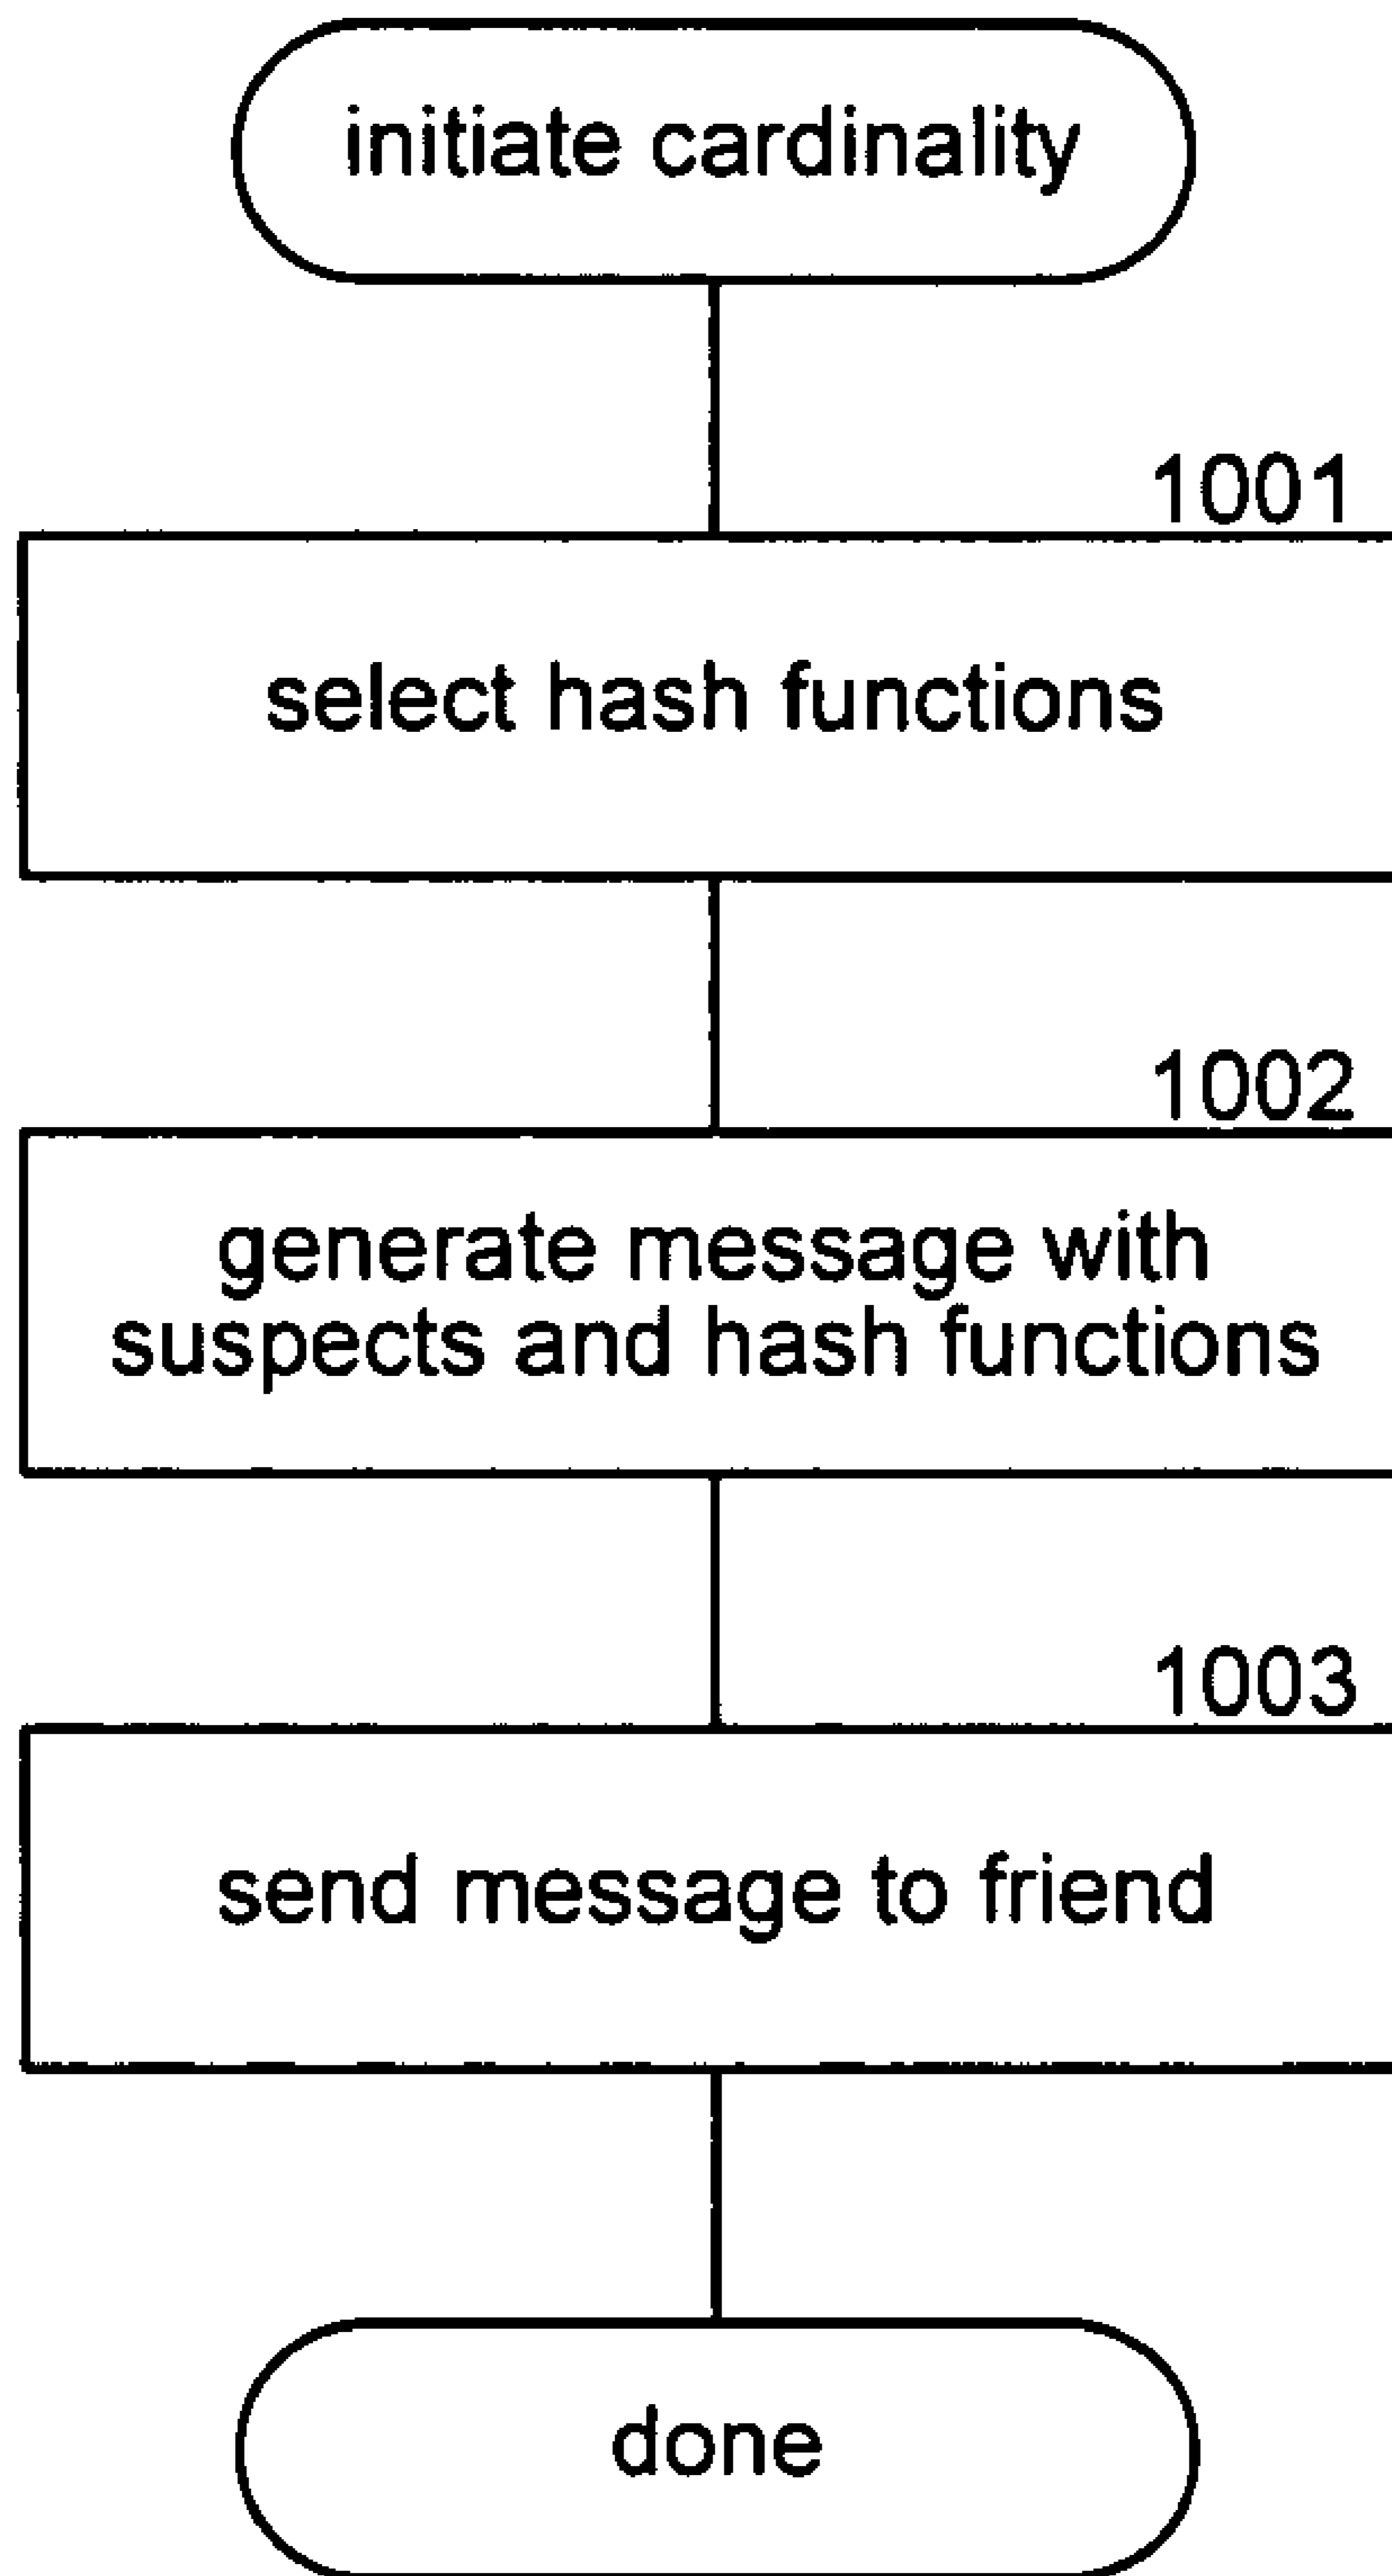 initiate cardinality
1001
select hash functions
1002
generate message with
suspects and hash functions
1003
send message to friend
done